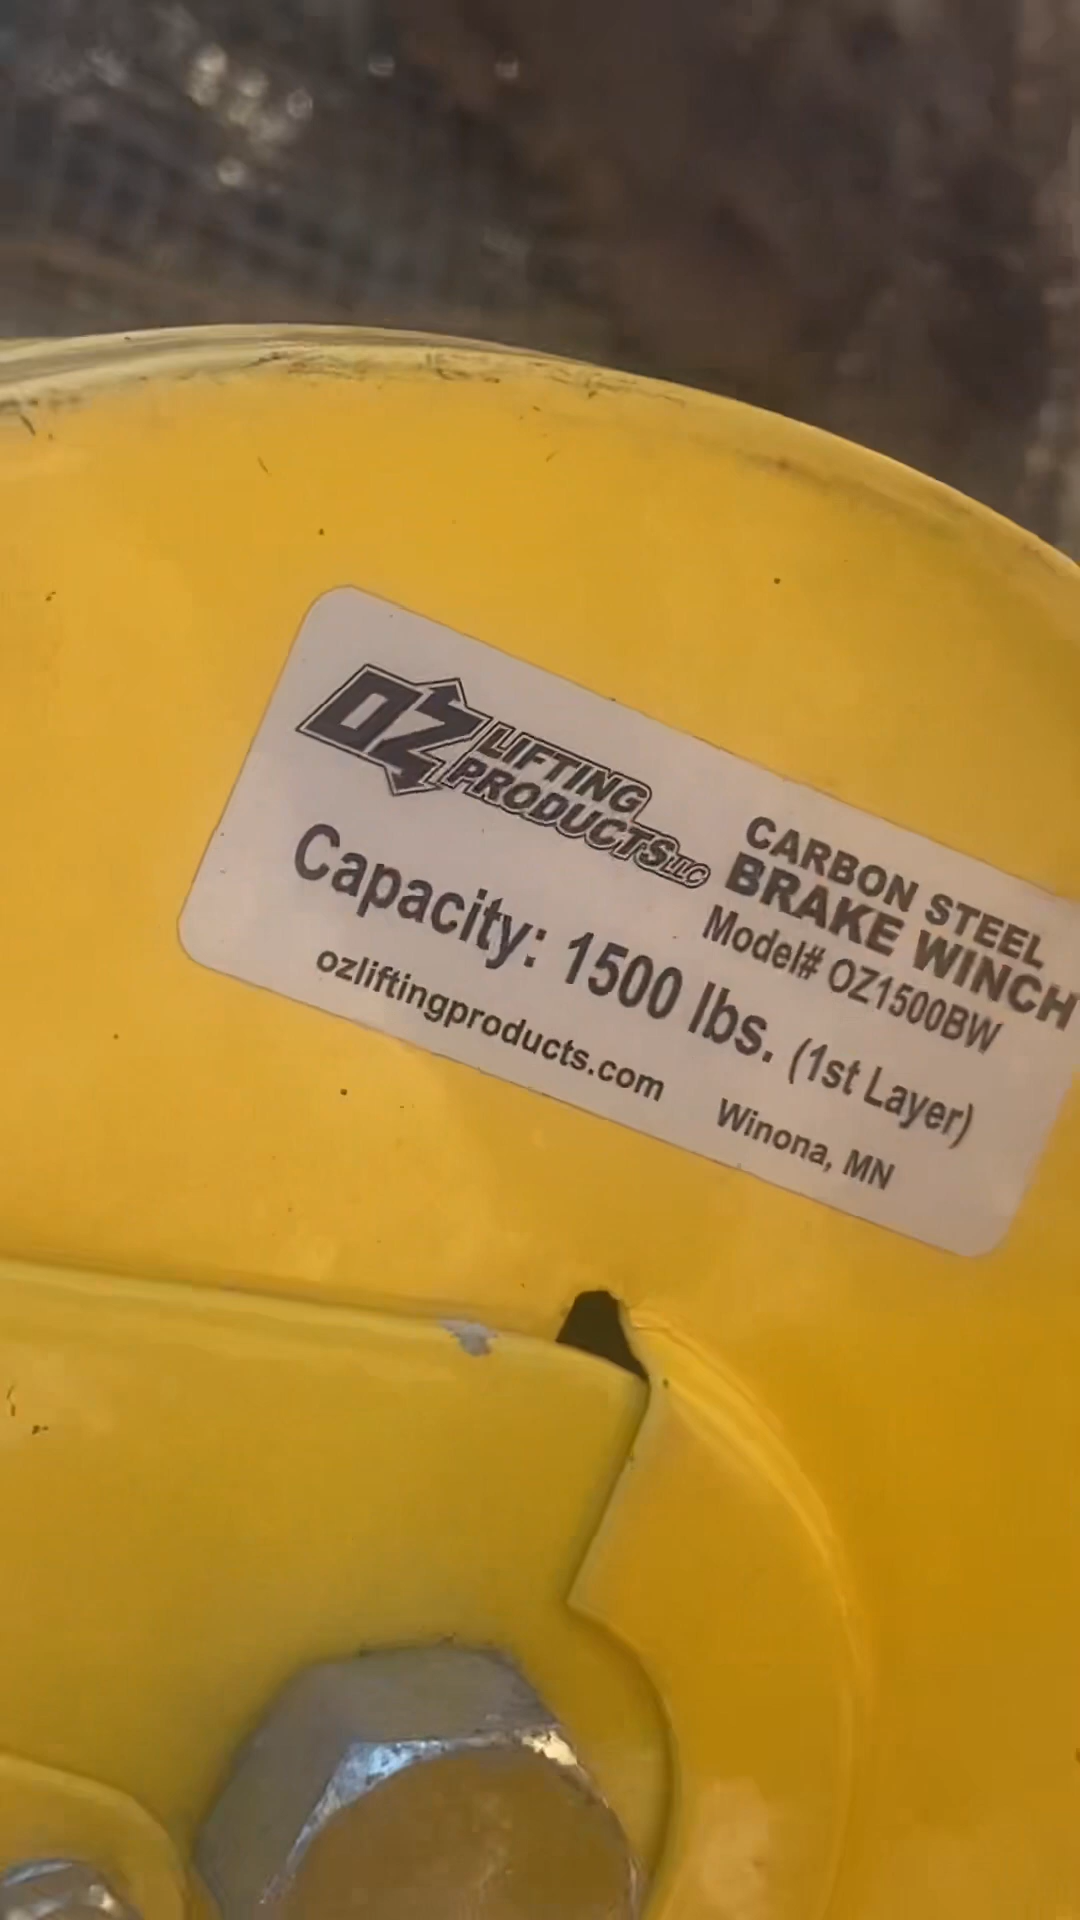 OZ LIFTING
PRODUCTS LLC
CARBON STEEL
BRAKE WINCH
Model# OZ1500BW
Capacity: 1500 lbs. (1st Layer)
ozliftingproducts.com Winona, MN